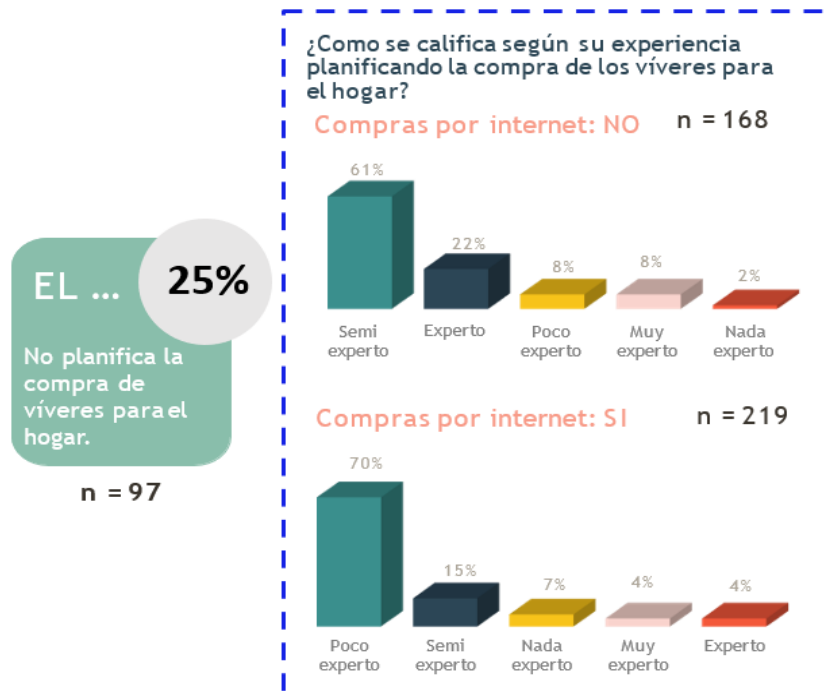 EL ...
25%
No planifica la
compra de
víveres para el
hogar.
n = 97
¿Como se califica según su experiencia
planificando la compra de los víveres para
el hogar?
Compras por internet: NO
n = 168
61%
22%
8%
8%
2%
Semi
experto
Experto
Poco
experto
Muy
experto
Nada
experto
Compras por internet: SI
n = 219
70%
15%
7%
4%
4%
Poco
experto
Semi
experto
Nada
experto
Muy
experto
Experto